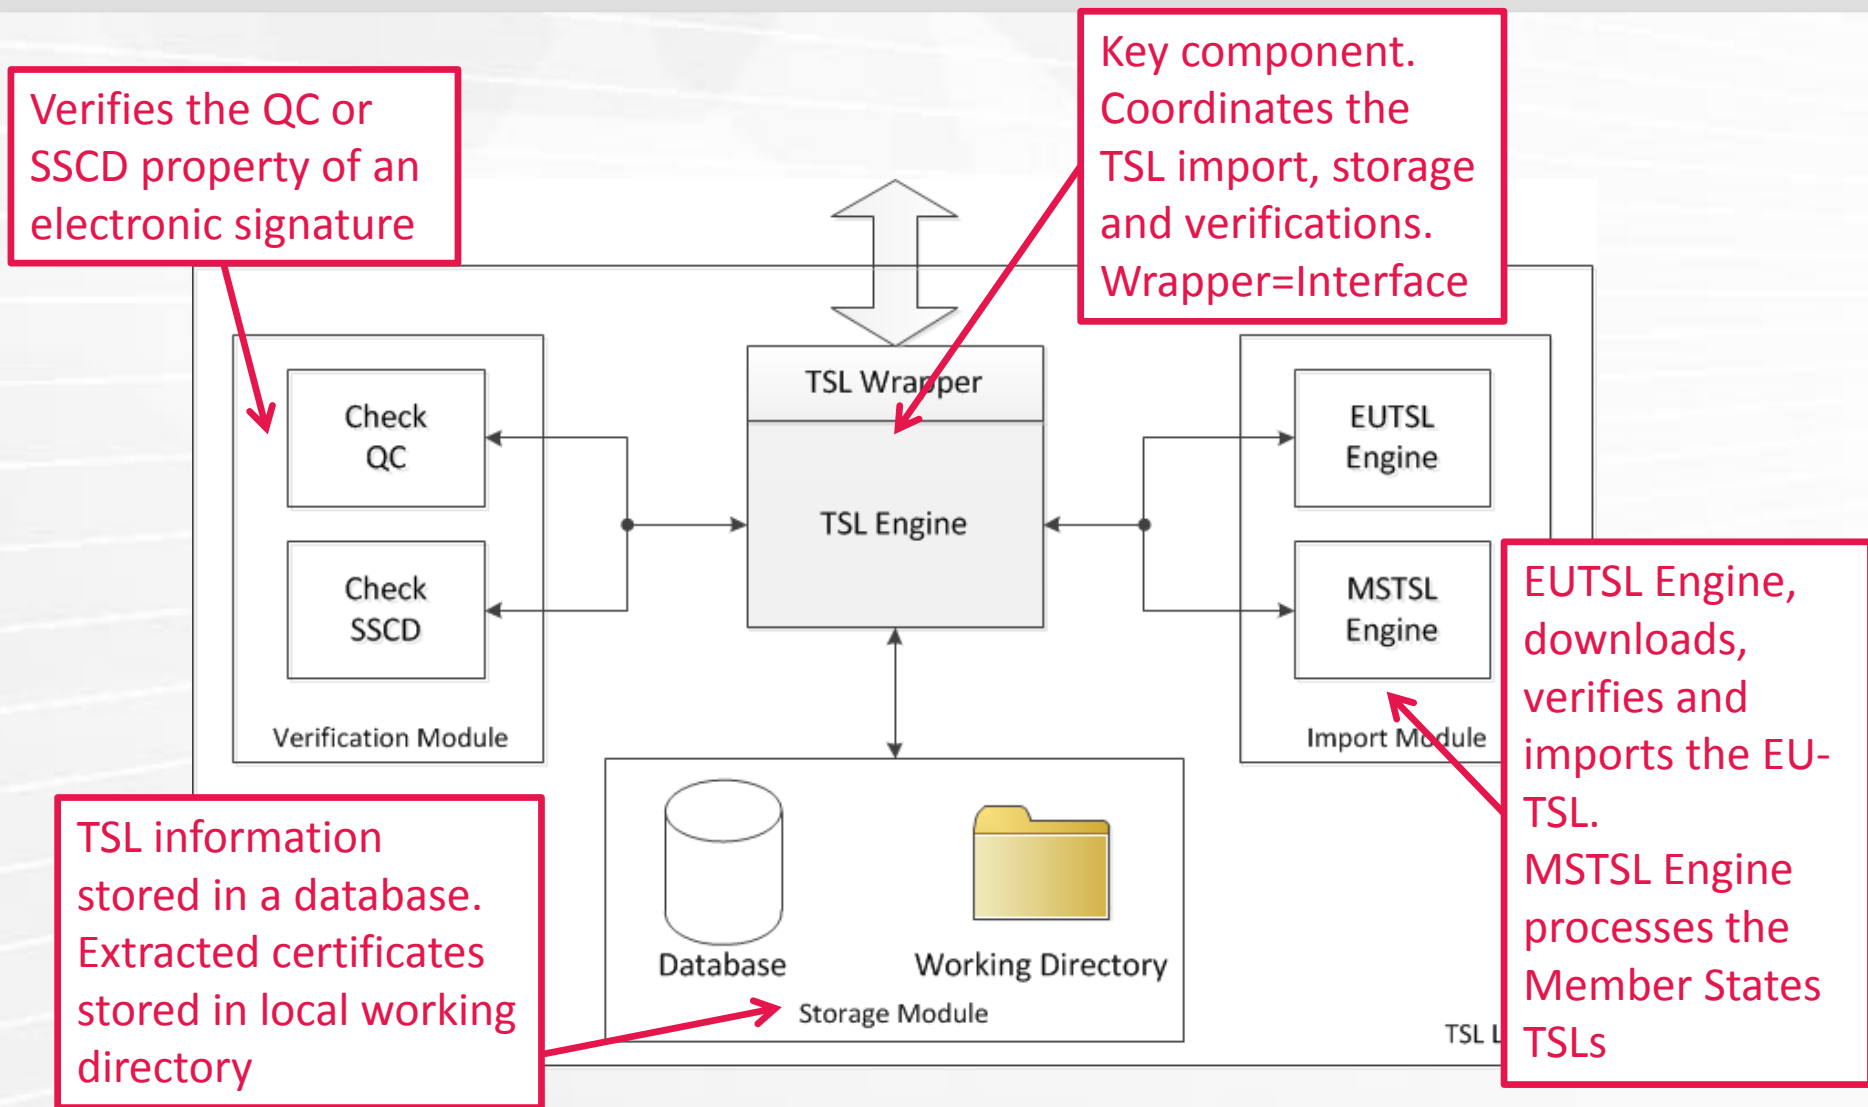 Verifies the QC or
SSCD property of an
electronic signature
Key component.
Coordinates the
TSL import, storage
and verifications.
Wrapper=Interface
TSL Wrapper
TSL Engine
Check
QC
Check
SSCD
Verification Module
EUTSL
Engine
MSTSL
Engine
Import Module
EUTSL Engine,
downloads,
verifies and
imports the EU-
TSL.
MSTSL Engine
processes the
Member States
TSLs
TSL information
stored in a database.
Extracted certificates
stored in local working
directory
Database
Working Directory
Storage Module
TSL